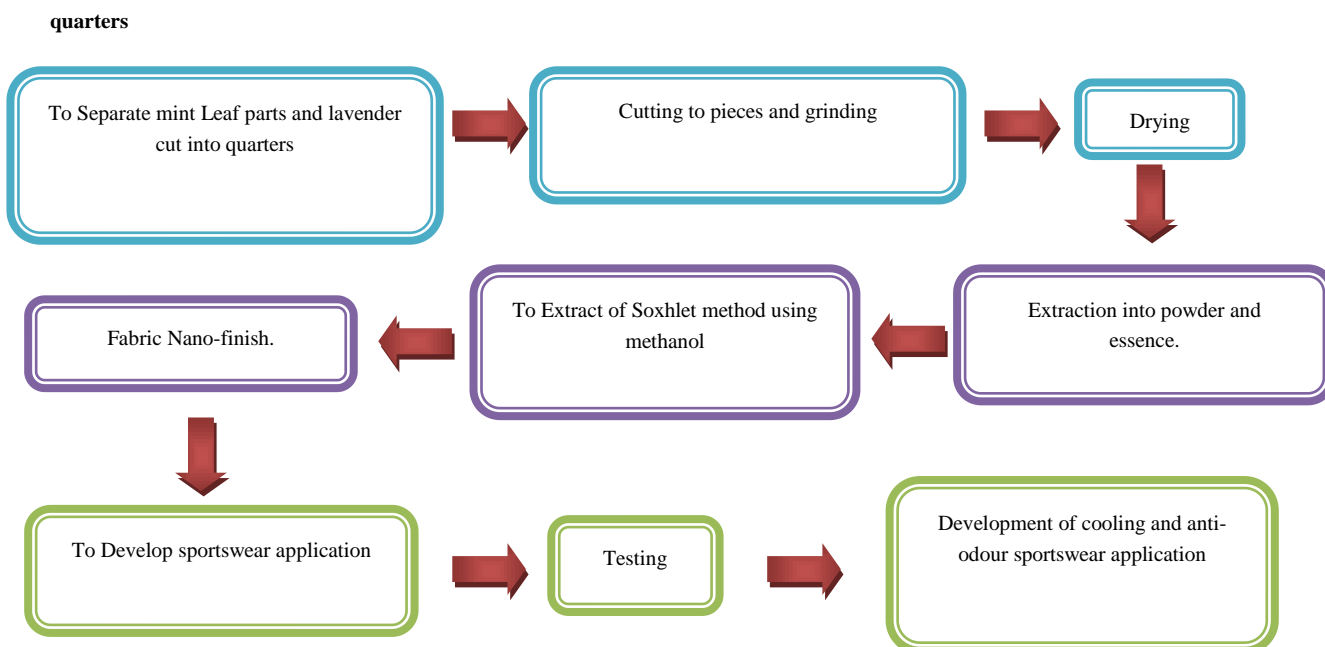 quarters
To Separate mint Leaf parts and lavender
cut into quarters
Cutting to pieces and grinding
Drying
Extraction into powder and
essence.
To Extract of Soxhlet method using
methanol
Fabric Nano-finish.
To Develop sportswear application
Testing
Development of cooling and anti-
odour sportswear application